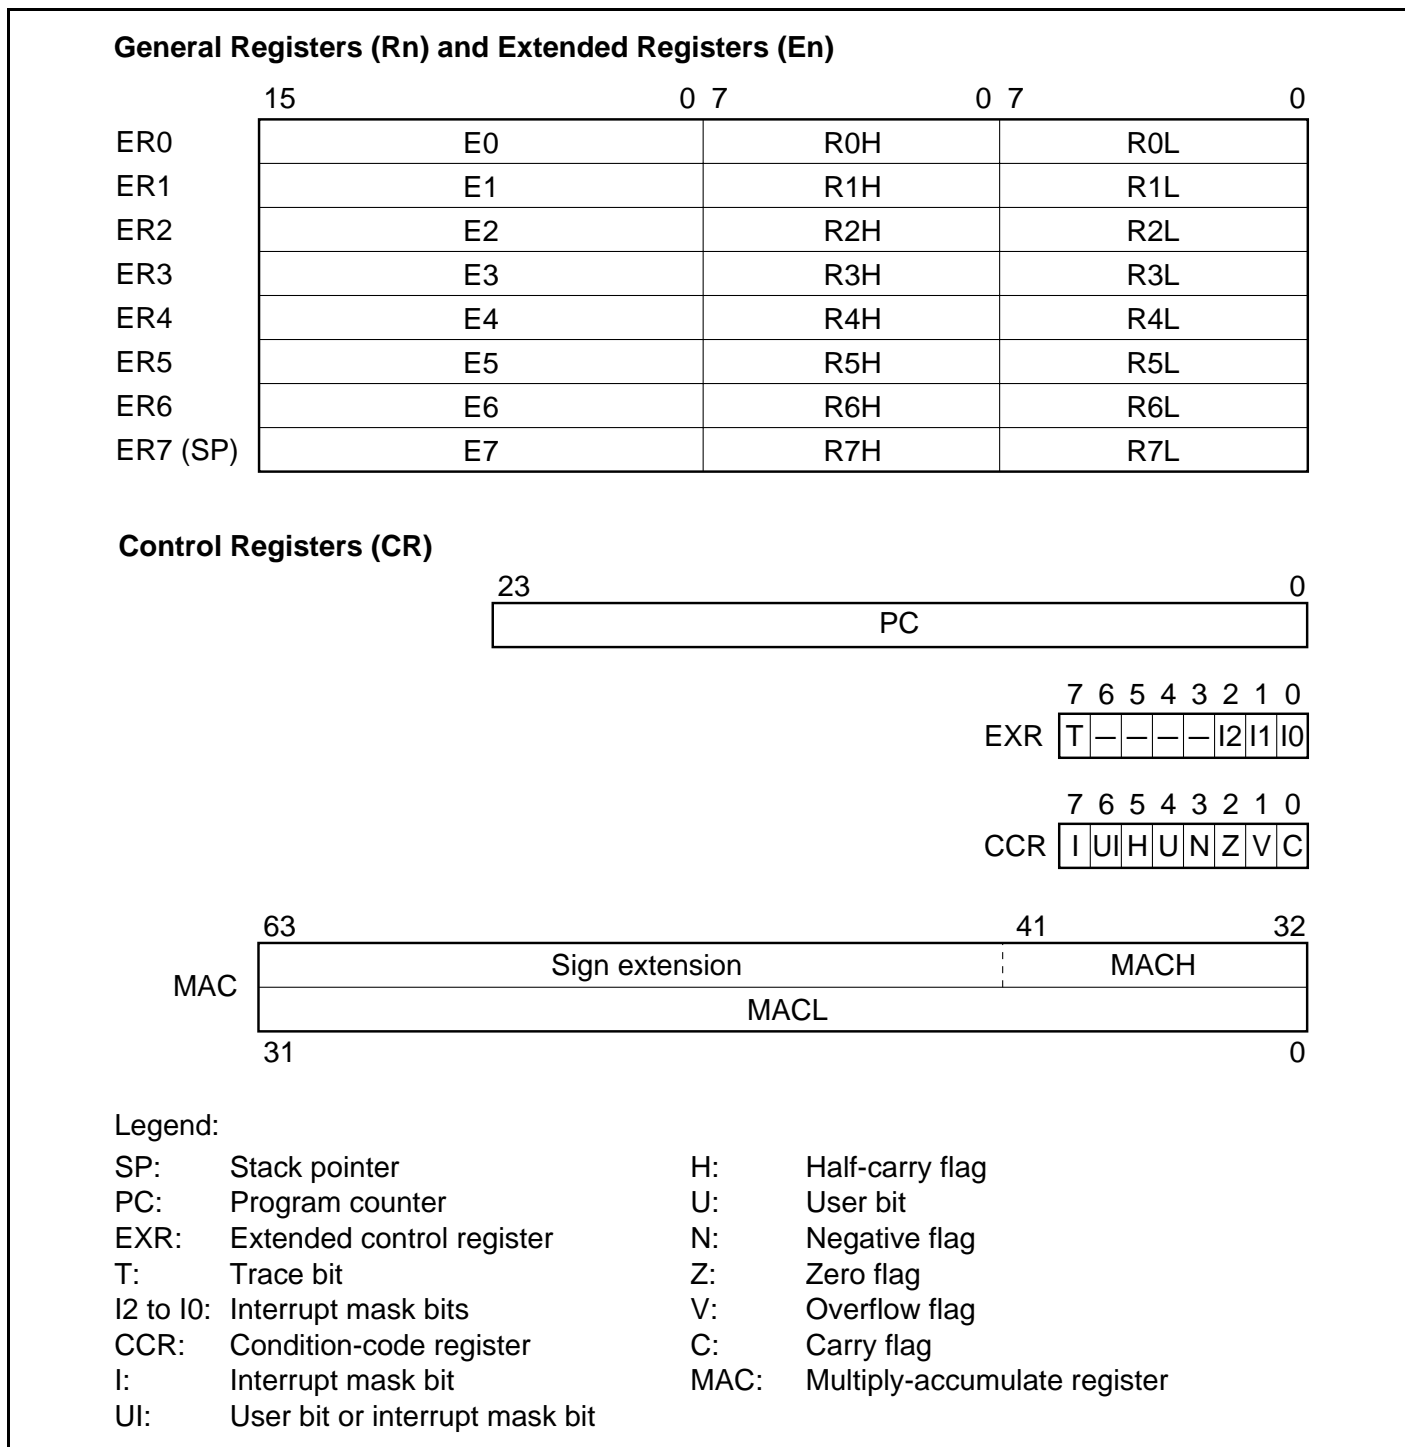 General Registers (Rn) and Extended Registers (En)
15 0 7 0 7 0
ER0 E0 R0H R0L
ER1 E1 R1H R1L
ER2 E2 R2H R2L
ER3 E3 R3H R3L
ER4 E4 R4H R4L
ER5 E5 R5H R5L
ER6 E6 R6H R6L
ER7 (SP) E7 R7H R7L
Control Registers (CR)
23 0
PC
7 6 5 4 3 2 1 0
EXR T — — — — I2 I1 I0
7 6 5 4 3 2 1 0
CCR I UI H U N Z V C
63 41 32
Sign extension MACH
MAC
MACL
31 0
Legend:
SP: Stack pointer H: Half-carry flag
PC: Program counter U: User bit
EXR: Extended control register N: Negative flag
T: Trace bit Z: Zero flag
I2 to I0: Interrupt mask bits V: Overflow flag
CCR: Condition-code register C: Carry flag
I: Interrupt mask bit MAC: Multiply-accumulate register
UI: User bit or interrupt mask bit